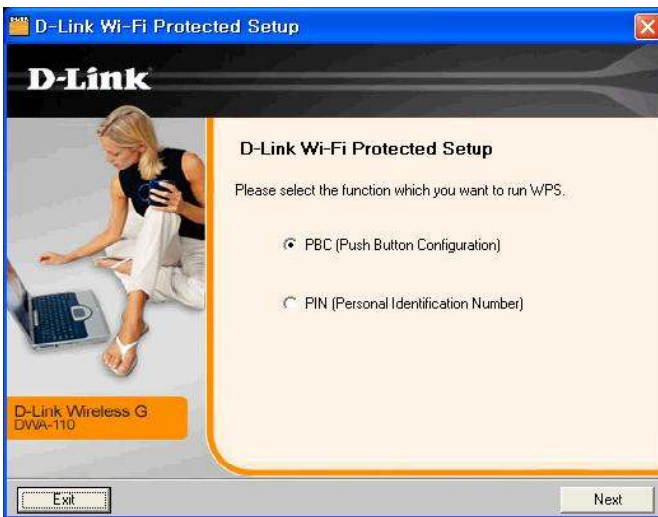 D-Link Wi-Fi Protected Setup
D-Link
D-Link Wi-Fi Protected Setup
Please select the function which you want to run WPS.
PBC (Push Button Configuration)
PIN (Personal Identification Number)
D-Link Wireless G
DWA-110
Exit
Next